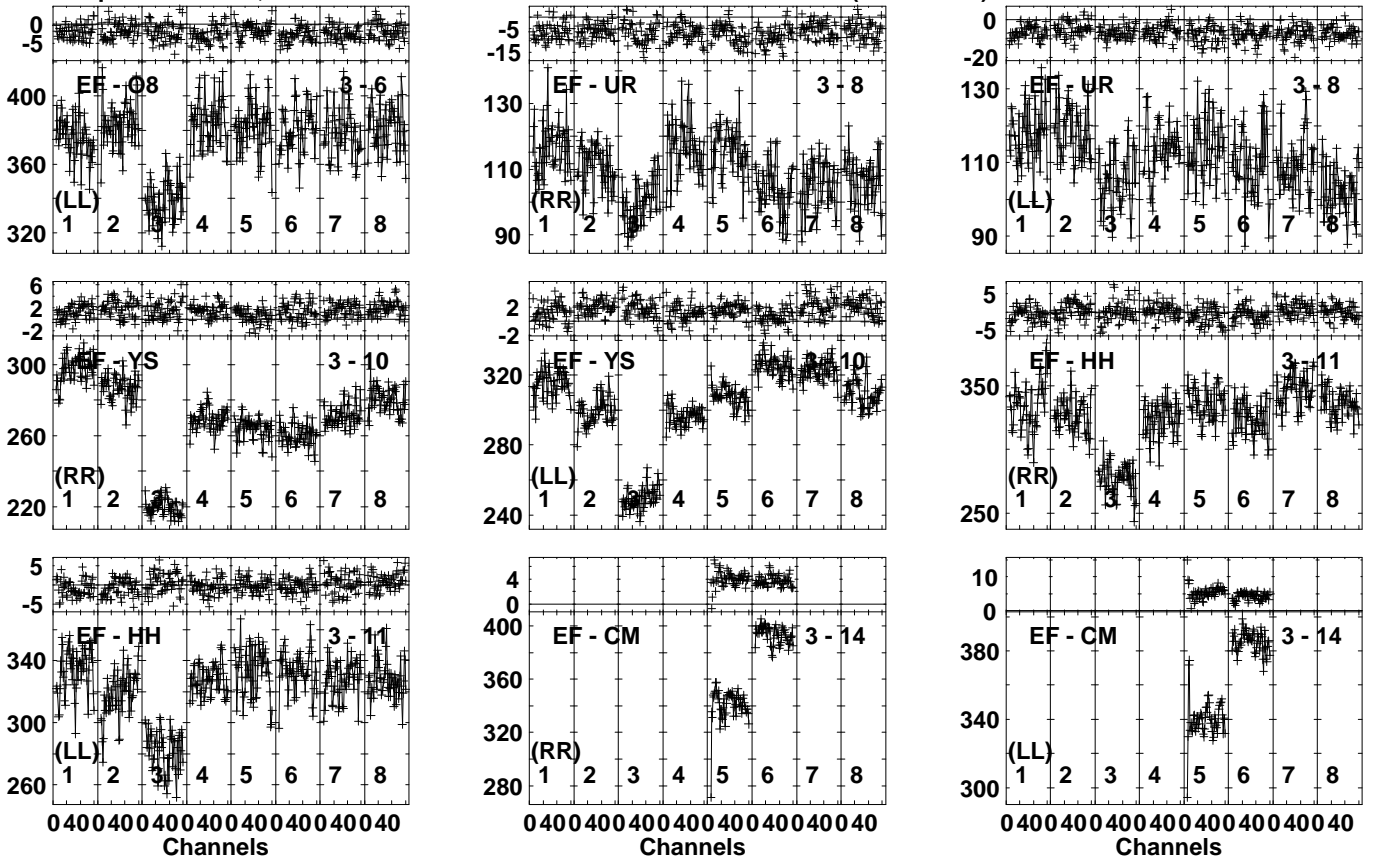 0
-5
EF - O8 3 - 6
400
360
320
(LL)
1 2 3 4 5 6 7 8
-5
-15
EF - UR 3 - 8
130
110
90
(RR)
1 2 3 4 5 6 7 8
0
-20
EF - UR 3 - 8
130
110
90
(LL)
1 2 3 4 5 6 7 8
6
2
-2
EF - YS 3 - 10
300
260
220
(RR)
1 2 3 4 5 6 7 8
2
-2
EF - YS 3 - 10
320
280
240
(LL)
1 2 3 4 5 6 7 8
5
-5
EF - HH 3 - 11
350
250
(RR)
1 2 3 4 5 6 7 8
5
-5
EF - HH 3 - 11
340
300
260
(LL)
1 2 3 4 5 6 7 8
0 40 0 40 0 40 0 40 0 40 0 40 0 40 0 40
Channels
4
0
EF - CM 3 - 14
400
360
320
280
(RR)
1 2 3 4 5 6 7 8
0 40 0 40 0 40 0 40 0 40 0 40 0 40 0 40
Channels
10
0
EF - CM 3 - 14
380
340
300
(LL)
1 2 3 4 5 6 7 8
0 40 0 40 0 40 0 40 0 40 0 40 0 40 0 40
Channels